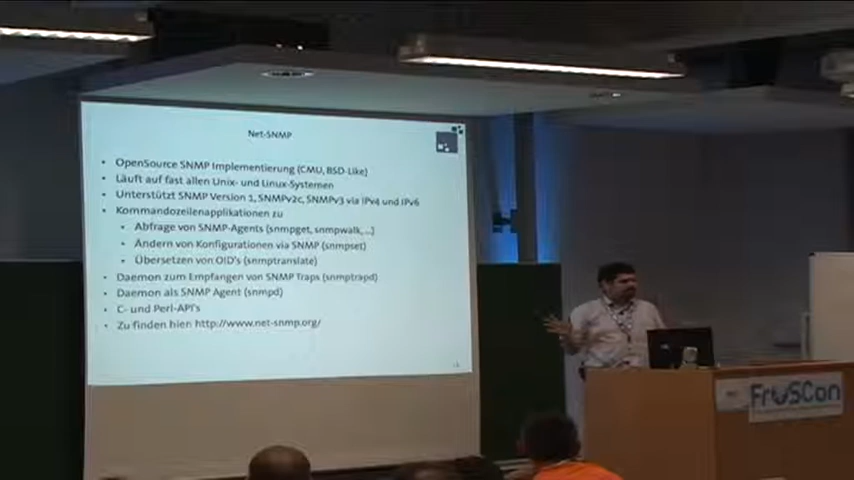 Net-SNMP
• OpenSource SNMP Implementierung (CMU, BSD-Like)
• Läuft auf fast allen Unix- und Linux-Systemen
• Unterstützt SNMP Version 1, SNMPv2c, SNMPv3 via IPv4 und IPv6
• Kommandozeilenapplikationen zu
• Abfrage von SNMP-Agents (snmpget, snmpwalk, ...)
• Ändern von Konfigurationen via SNMP (snmpset)
• Übersetzen von OID's (snmptranslate)
• Daemon zum Empfangen von SNMP Traps (snmptrapd)
• Daemon als SNMP Agent (snmpd)
• C- und Perl-API's
• Zu finden hier http://www.net-snmp.org/
FrOSCon